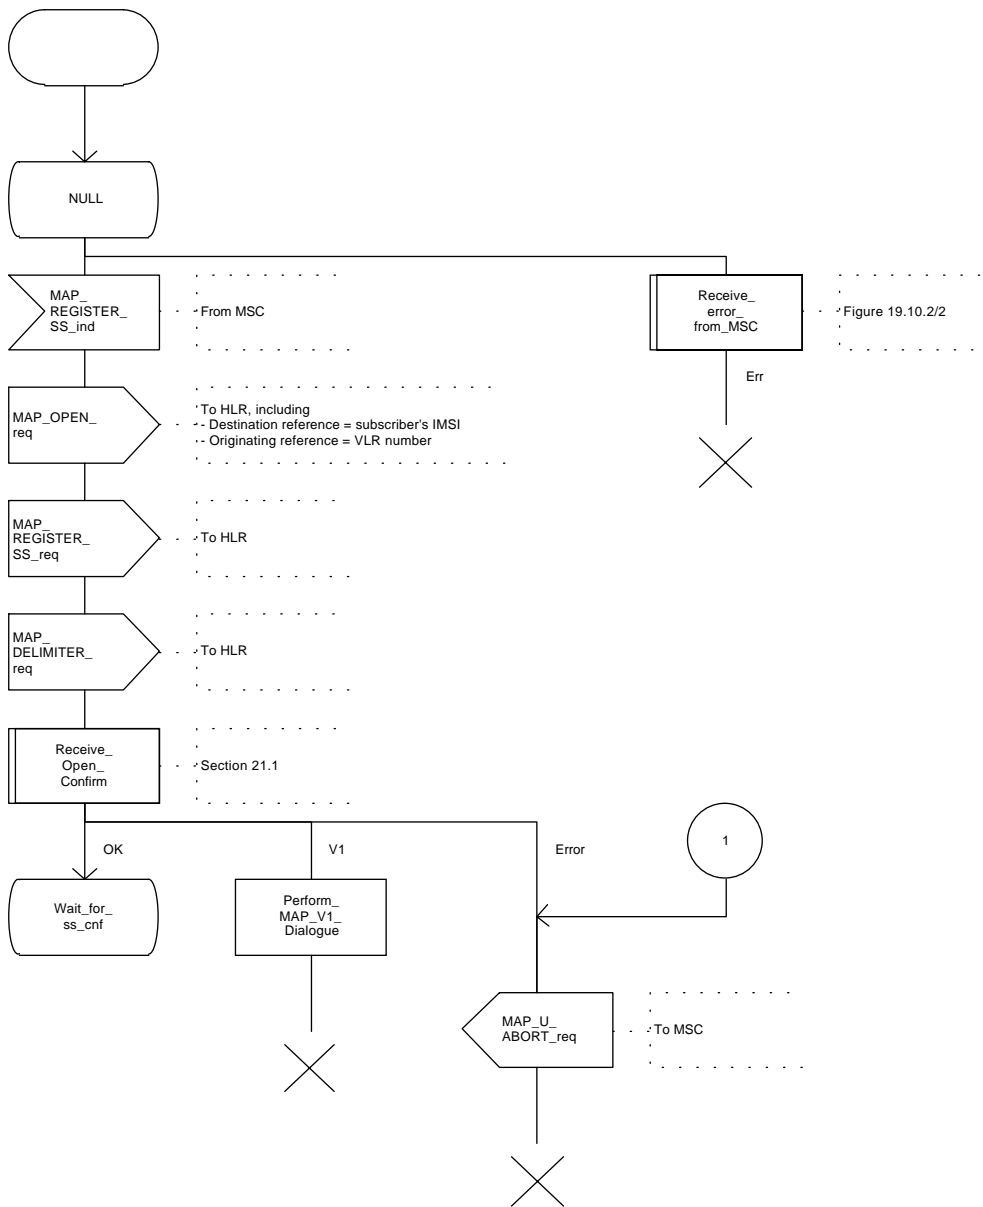 NULL
MAP_
REGISTER_
SS_ind
From MSC
Receive_
error_
from_MSC
Figure 19.10.2/2
Err
MAP_OPEN_
req
To HLR, including
- Destination reference = subscriber's IMSI
- Originating reference = VLR number
MAP_
REGISTER_
SS_req
To HLR
MAP_
DELIMITER_
req
To HLR
Receive_
Open_
Confirm
Section 21.1
OK
V1
Error
1
Wait_for_
ss_cnf
Perform_
MAP_V1_
Dialogue
MAP_U_
ABORT_req
To MSC